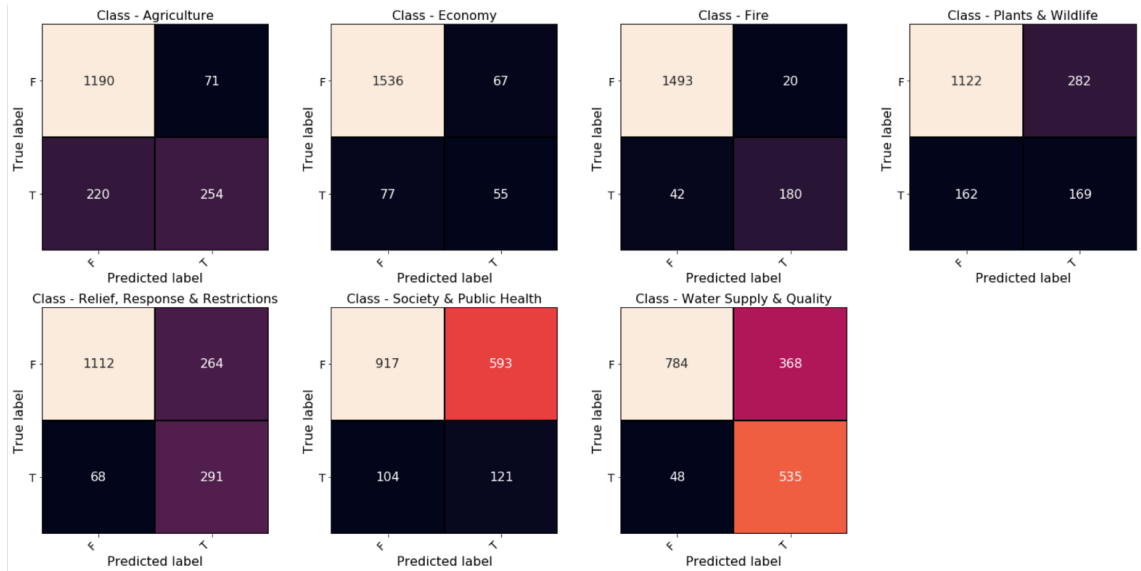 Class - Agriculture
True label
F
1190
71
T
220
254
F
T
Predicted label
Class - Economy
True label
F
1536
67
T
77
55
F
T
Predicted label
Class - Fire
True label
F
1493
20
T
42
180
F
T
Predicted label
Class - Plants & Wildlife
True label
F
1122
282
T
162
169
F
T
Predicted label
Class - Relief, Response & Restrictions
True label
F
1112
264
T
68
291
F
T
Predicted label
Class - Society & Public Health
True label
F
917
593
T
104
121
F
T
Predicted label
Class - Water Supply & Quality
True label
F
784
368
T
48
535
F
T
Predicted label